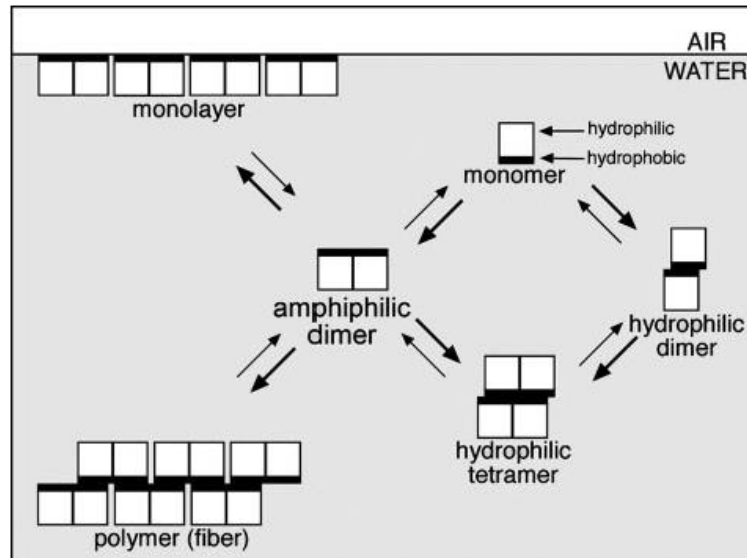 AIR
WATER
monolayer
hydrophilic
hydrophobic
monomer
amphiphilic
dimer
hydrophilic
dimer
hydrophilic
tetramer
polymer (fiber)